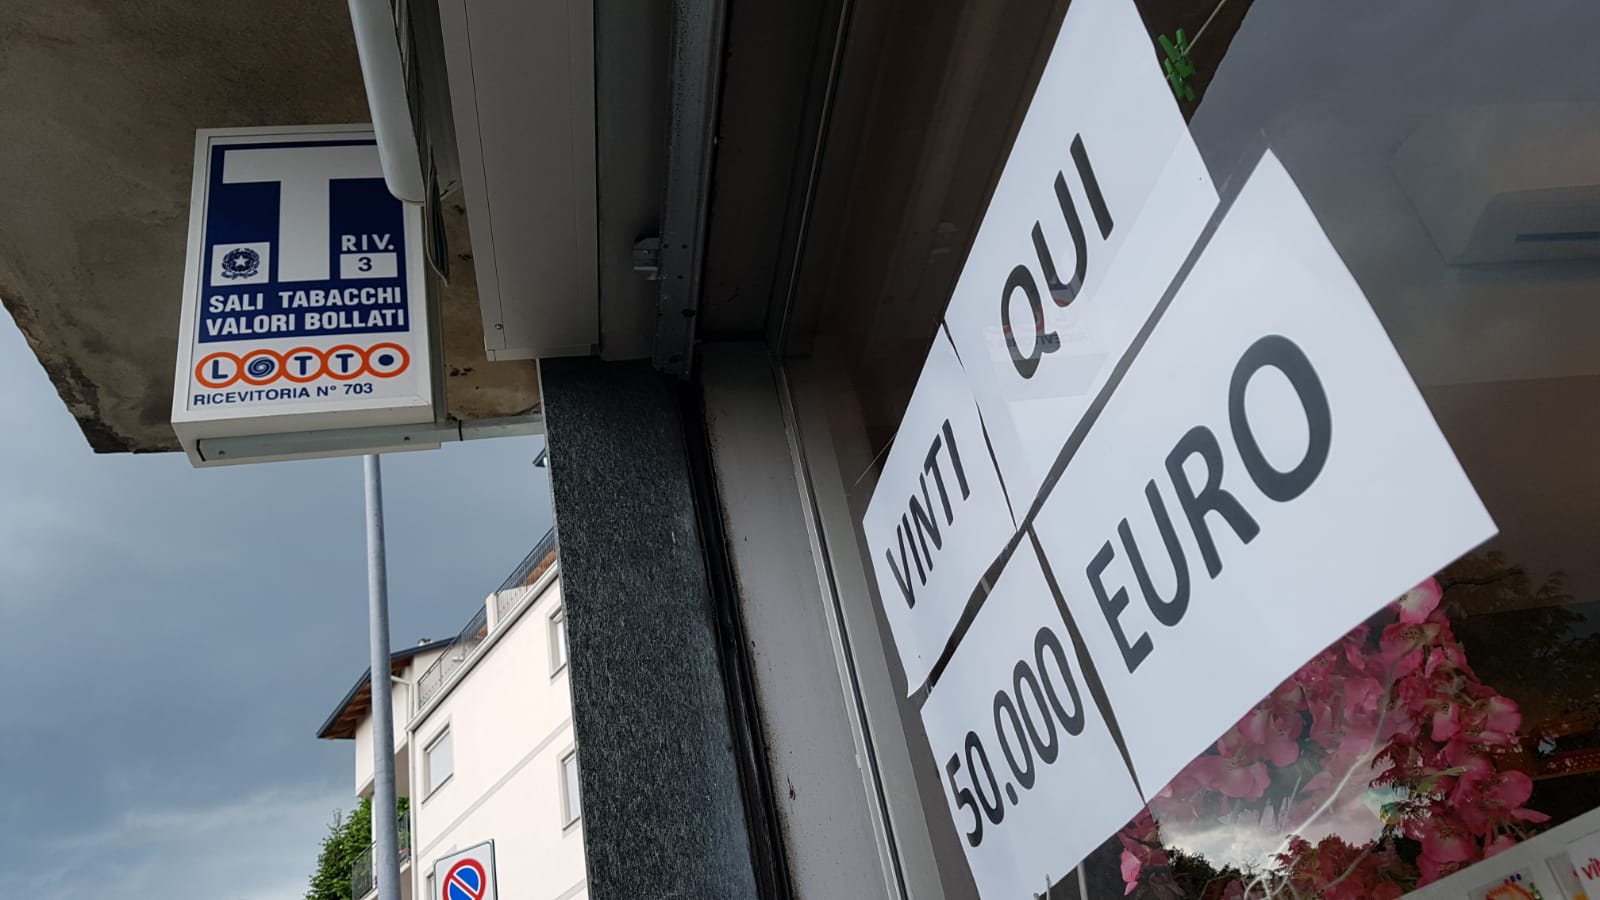 T
RIV.
3
SALI TABACCHI
VALORI BOLLATI
LOTTO
RICEVITORIA N° 703
VINTI QUI
50.000 EURO